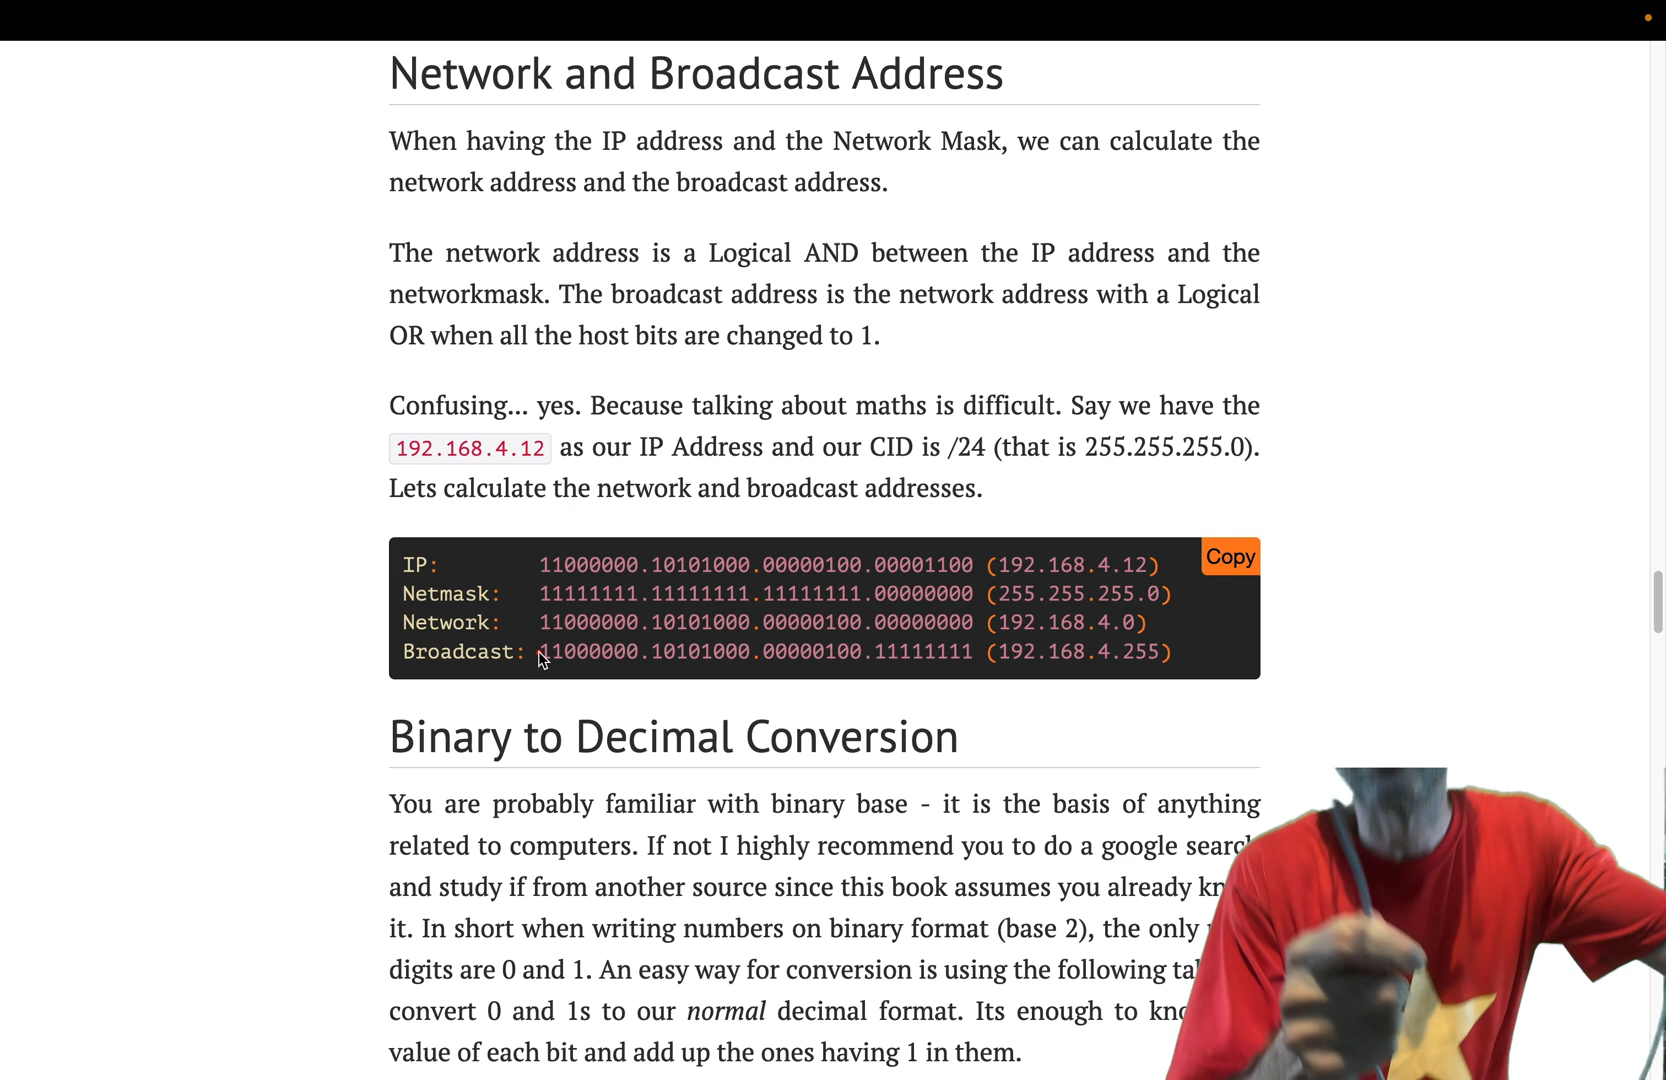 Network and Broadcast Address
When having the IP address and the Network Mask, we can calculate the
network address and the broadcast address.
The network address is a Logical AND between the IP address and the
networkmask. The broadcast address is the network address with a Logical
OR when all the host bits are changed to 1.
Confusing... yes. Because talking about maths is difficult. Say we have the
192.168.4.12 as our IP Address and our CID is /24 (that is 255.255.255.0).
Lets calculate the network and broadcast addresses.
Copy
IP: 11000000.10101000.00000100.00001100 (192.168.4.12)
Netmask: 11111111.11111111.11111111.00000000 (255.255.255.0)
Network: 11000000.10101000.00000100.00000000 (192.168.4.0)
Broadcast: 11000000.10101000.00000100.11111111 (192.168.4.255)
Binary to Decimal Conversion
You are probably familiar with binary base - it is the basis of anything
related to computers. If not I highly recommend you to do a google search
and study if from another source since this book assumes you already
it. In short when writing numbers on binary format (base 2), the only
digits are 0 and 1. An easy way for conversion is using the following
convert 0 and 1s to our normal decimal format. Its enough to
value of each bit and add up the ones having 1 in them.